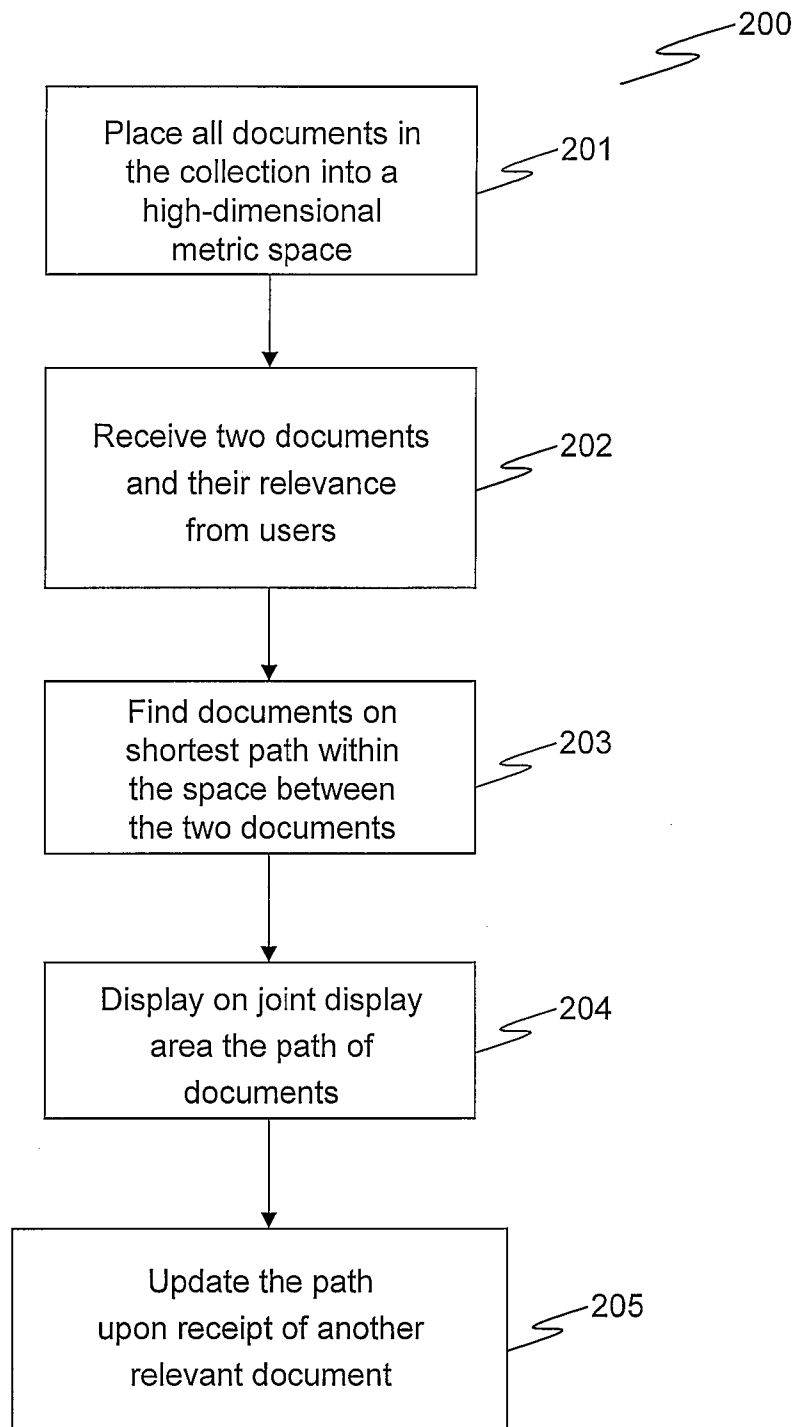 200
Place all documents in
the collection into a
high-dimensional
metric space
201
Receive two documents
and their relevance
from users
202
Find documents on
shortest path within
the space between
the two documents
203
Display on joint display
area the path of
documents
204
Update the path
upon receipt of another
relevant document
205